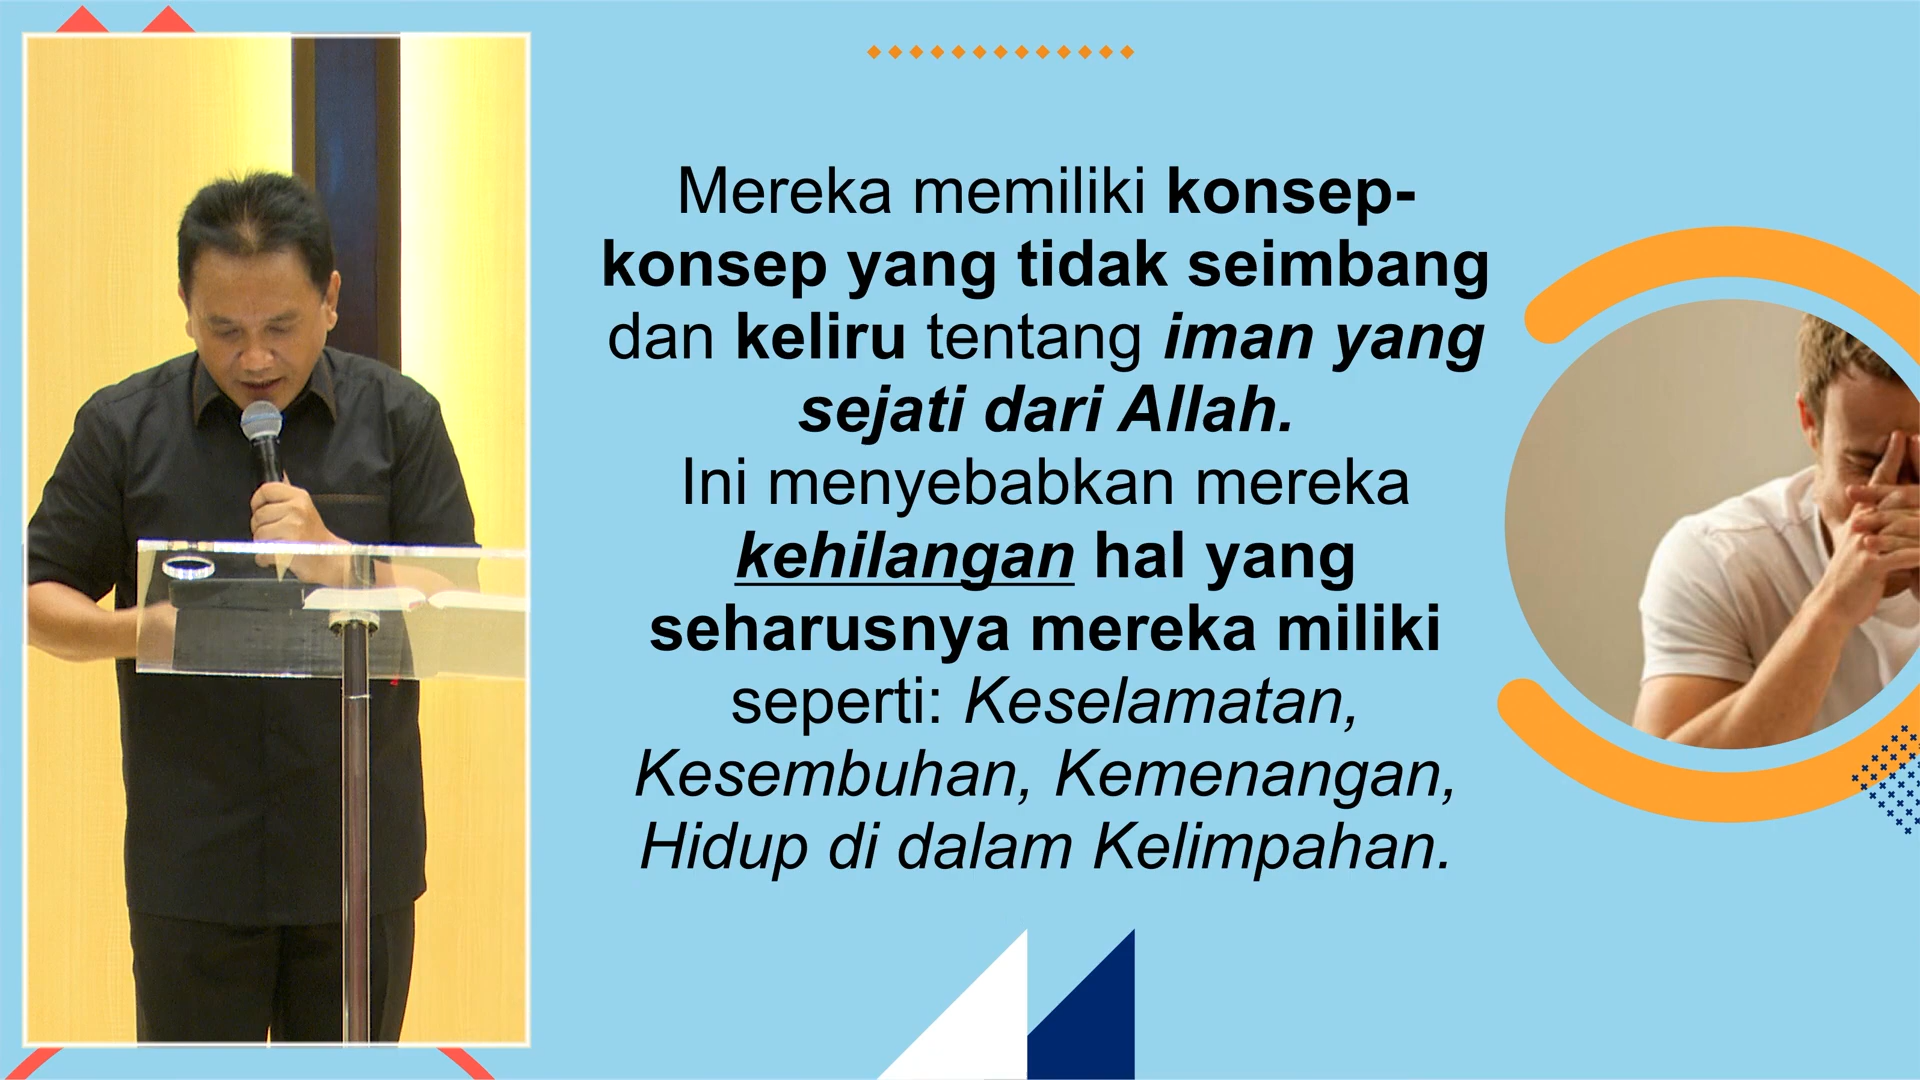 Mereka memiliki konsep-
konsep yang tidak seimbang
dan keliru tentang iman yang
sejati dari Allah.
Ini menyebabkan mereka
kehilangan hal yang
seharusnya mereka miliki
seperti: Keselamatan,
Kesembuhan, Kemenangan,
Hidup di dalam Kelimpahan.